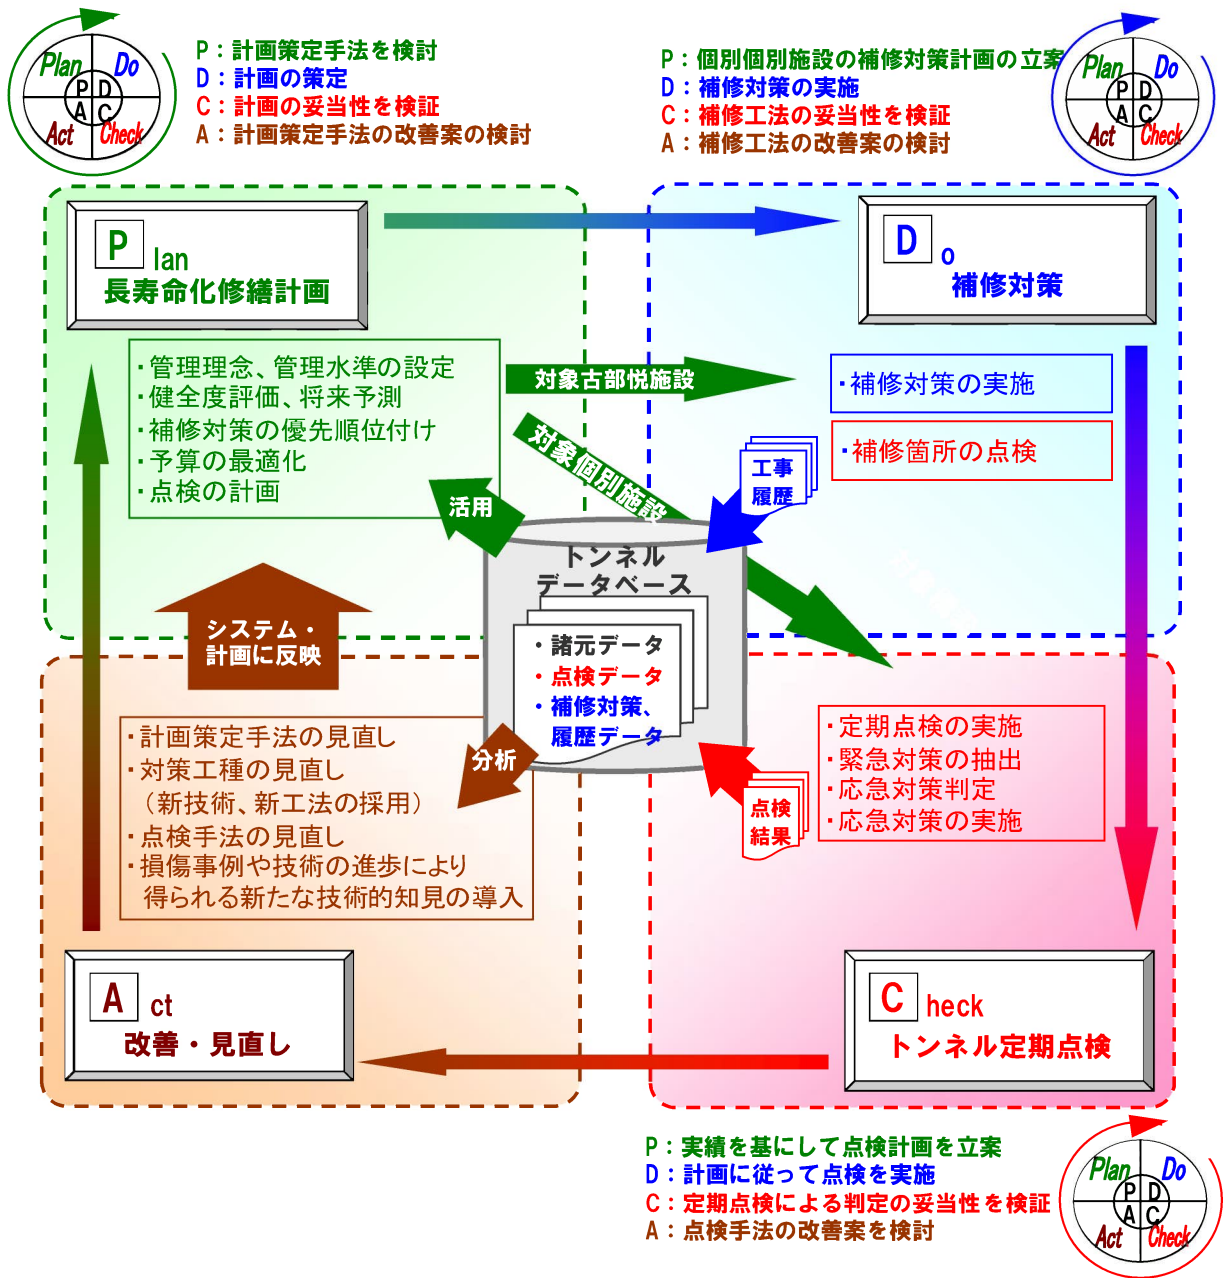 Plan Do
P D
A C
Act Check
P：計画策定手法を検討
D：計画の策定
C：計画の妥当性を検証
A：計画策定手法の改善案の検討
P：個別個別施設の補修対策計画の立案
D：補修対策の実施
C：補修工法の妥当性を検証
A：補修工法の改善案の検討
Plan Do
P D
A C
Act Check
P lan
長寿命化修繕計画
D o
補修対策
・管理理念、管理水準の設定
・健全度評価、将来予測
・補修対策の優先順位付け
・予算の最適化
・点検の計画
対象古部悦施設
対象個別施設
・補修対策の実施
・補修箇所の点検
工事
履歴
活用
トンネル
データベース
・諸元データ
・点検データ
・補修対策、
履歴データ
システム・
計画に反映
分析
点検
結果
・計画策定手法の見直し
・対策工種の見直し
（新技術、新工法の採用）
・点検手法の見直し
・損傷事例や技術の進歩により
得られる新たな技術的知見の導入
・定期点検の実施
・緊急対策の抽出
・応急対策判定
・応急対策の実施
A ct
改善・見直し
C heck
トンネル定期点検
P：実績を基にして点検計画を立案
D：計画に従って点検を実施
C：定期点検による判定の妥当性を検証
A：点検手法の改善案を検討
Plan Do
P D
A C
Act Check